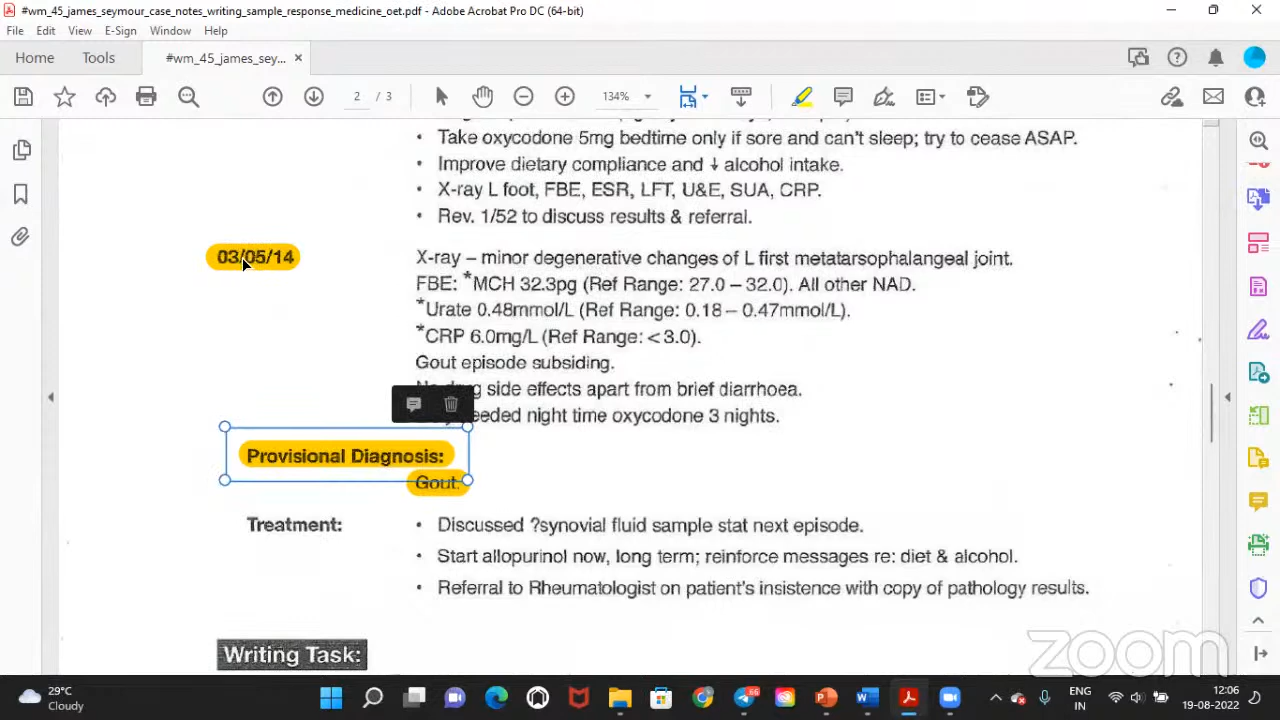 #wm_45_james_seymour_case_notes_writing_sample_response_medicine_oet.pdf - Adobe Acrobat Pro DC (64-bit)
File Edit View E-Sign Window Help
Home Tools #wm_45_james_sey... ×
2 / 3 134%
• Take oxycodone 5mg bedtime only if sore and can't sleep; try to cease ASAP.
• Improve dietary compliance and ↓ alcohol intake.
• X-ray L foot, FBE, ESR, LFT, U&E, SUA, CRP.
• Rev. 1/52 to discuss results & referral.
03/05/14 X-ray – minor degenerative changes of L first metatarsophalangeal joint.
FBE: *MCH 32.3pg (Ref Range: 27.0 – 32.0). All other NAD.
*Urate 0.48mmol/L (Ref Range: 0.18 – 0.47mmol/L).
*CRP 6.0mg/L (Ref Range: < 3.0).
Gout episode subsiding.
side effects apart from brief diarrhoea.
night time oxycodone 3 nights.
Provisional Diagnosis:
Gout.
Treatment: • Discussed ?synovial fluid sample stat next episode.
• Start allopurinol now, long term; reinforce messages re: diet & alcohol.
• Referral to Rheumatologist on patient's insistence with copy of pathology results.
Writing Task:
zoom
29°C
Cloudy
66
ENG
IN
12:06
19-08-2022